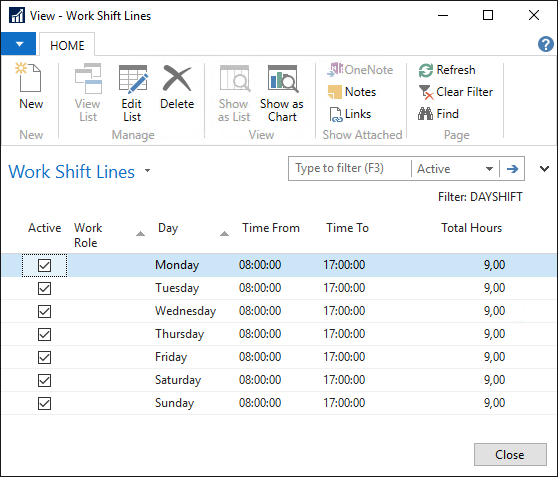 View - Work Shift Lines
HOME
New
View List
Edit List
Delete
Show as List
Show as Chart
OneNote
Notes
Links
Refresh
Clear Filter
Find
New
Manage
View
Show Attached
Page
Work Shift Lines
Type to filter (F3)
Active
Filter: DAYSHIFT
Active Work Role Day Time From Time To Total Hours
Monday 08:00:00 17:00:00 9,00
Tuesday 08:00:00 17:00:00 9,00
Wednesday 08:00:00 17:00:00 9,00
Thursday 08:00:00 17:00:00 9,00
Friday 08:00:00 17:00:00 9,00
Saturday 08:00:00 17:00:00 9,00
Sunday 08:00:00 17:00:00 9,00
Close